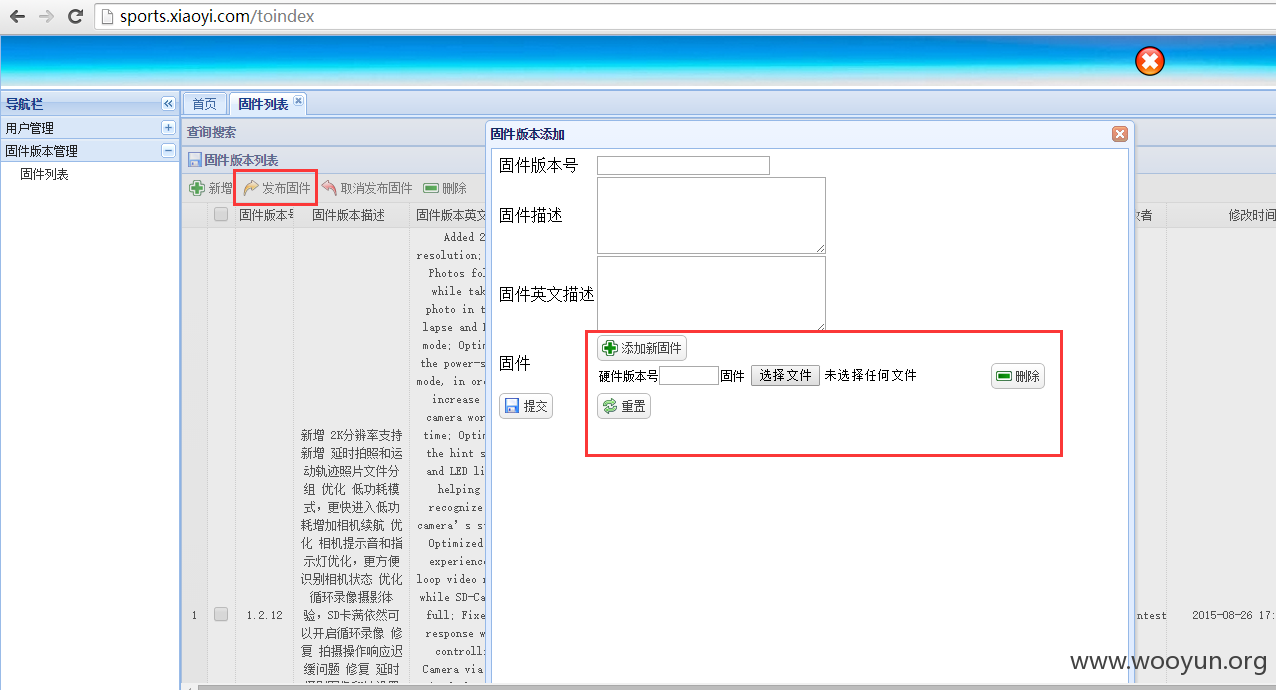 sports.xiaoyi.com/toindex
导航栏
首页
固件列表
用户管理
查询搜索
固件版本添加
固件版本管理
固件版本列表
固件版本号
固件列表
新增
发布固件
取消发布固件
删除
固件版本
固件版本描述
固件版本英文
者
修改时间
固件描述
固件英文描述
固件
添加新固件
硬件版本号
固件
选择文件
未选择任何文件
删除
提交
重置
Added 2
resolution;
Photos fol
while tak
photo in t
lapse and
mode; Optim
the power-s
mode, in or
increase
camera wor
time; Optim
the hint s
and LED li
helping
recognize
camera's s
Optimized
experienc
loop video
while SD-Ca
full; Fixe
response w
controlli
Camera via
新增 2K分辨率支持
新增 延时拍照和运
动轨迹照片文件分
组 优化 低功耗模
式，更快进入低功
耗增加相机续航 优
化 相机提示音和指
示灯优化，更方便
识别相机状态 优化
循环录像摄影体
验，SD卡满依然可
以开启循环录像 修
复 拍摄操作响应迟
缓问题 修复 延时
1
1.2.12
ntest
2015-08-26 17:
www.wooyun.org